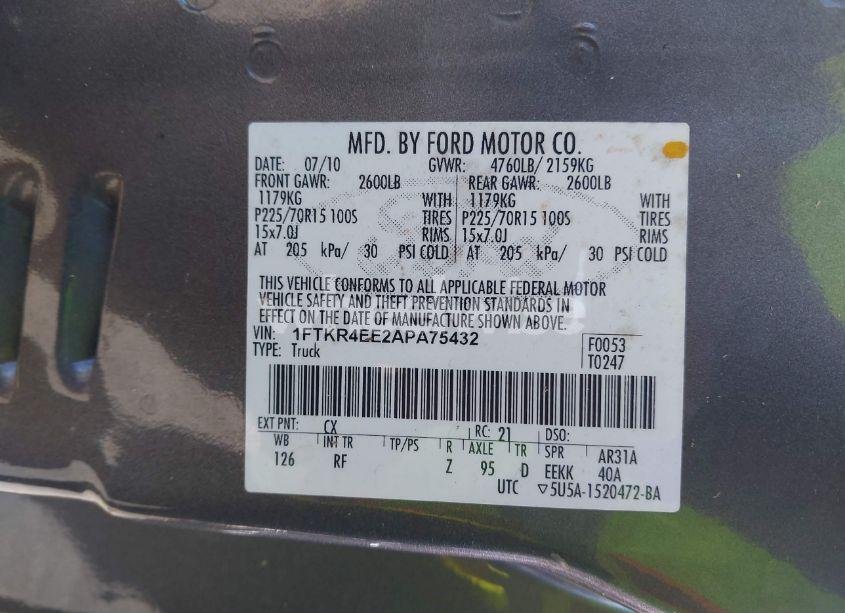 MFD. BY FORD MOTOR CO.
DATE: 07/10 GVWR: 4760LB/ 2159KG
FRONT GAWR: 2600LB REAR GAWR: 2600LB
1179KG WITH 1179KG WITH
P225/70R15 100S TIRES P225/70R15 100S TIRES
15x7.0J RIMS 15x7.0J RIMS
AT 205 kPa/ 30 PSI COLD AT 205 kPa/ 30 PSI COLD
THIS VEHICLE CONFORMS TO ALL APPLICABLE FEDERAL MOTOR
VEHICLE SAFETY AND THEFT PREVENTION STANDARDS IN
EFFECT ON THE DATE OF MANUFACTURE SHOWN ABOVE.
VIN: 1FTKR4EE2APA75432 F0053
TYPE: Truck T0247
EXT PNT: CX RC: 21 DSO:
WB INT TR TP/PS R AXLE TR SPR AR31A
126 RF Z 95 D EEKK 40A
UTC ▽5U5A-1520472-BA